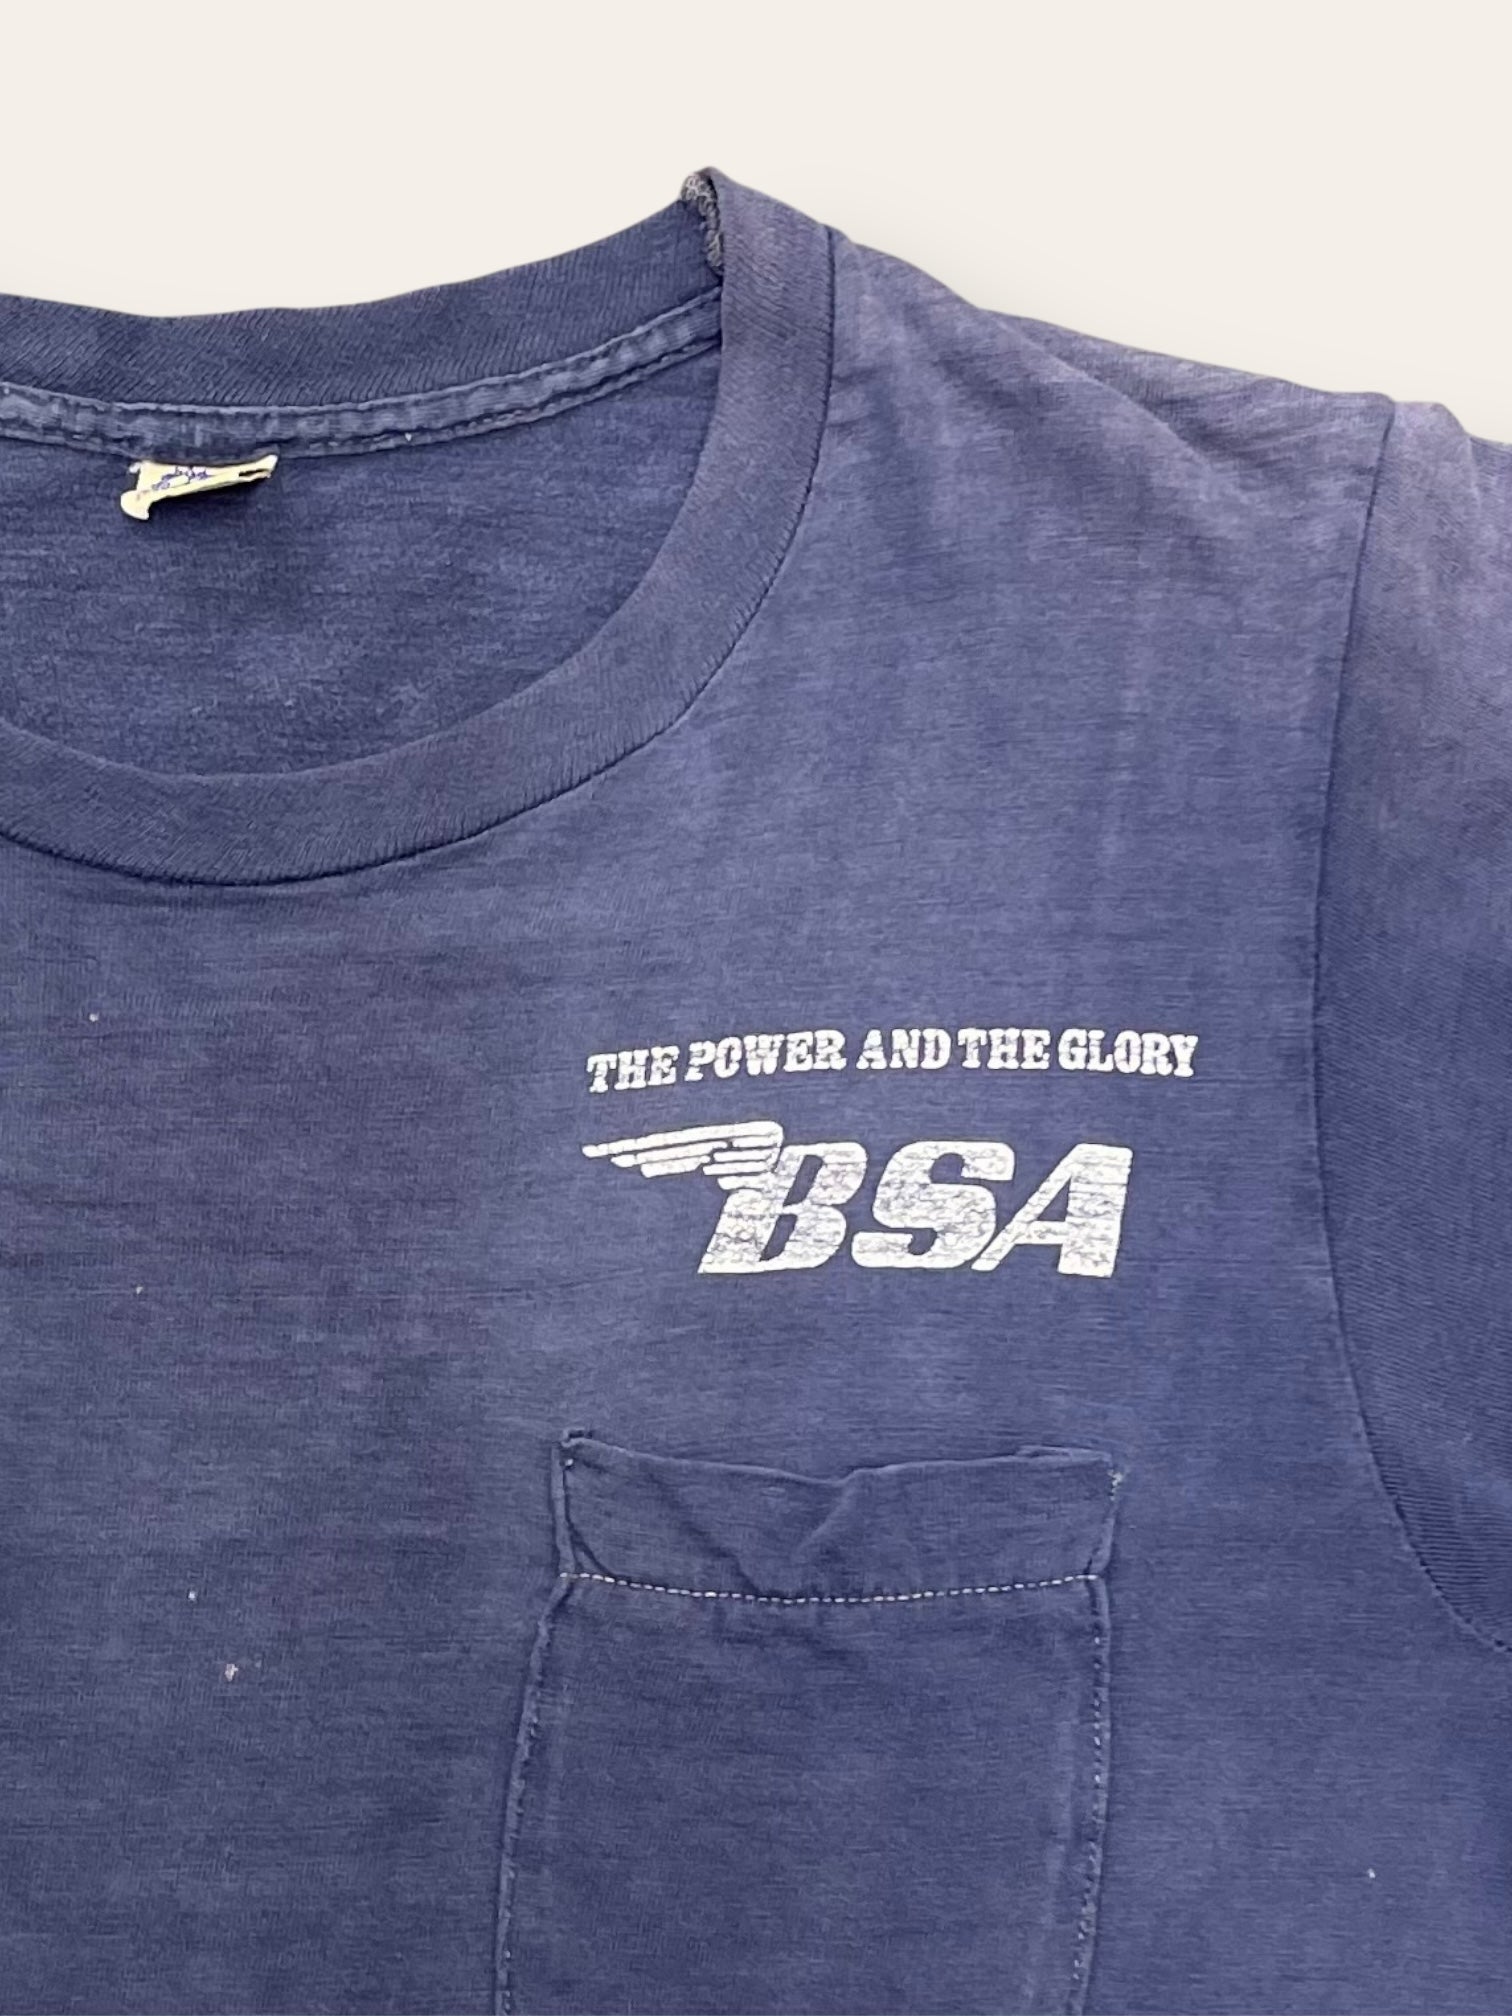 THE POWER AND THE GLORY
BSA